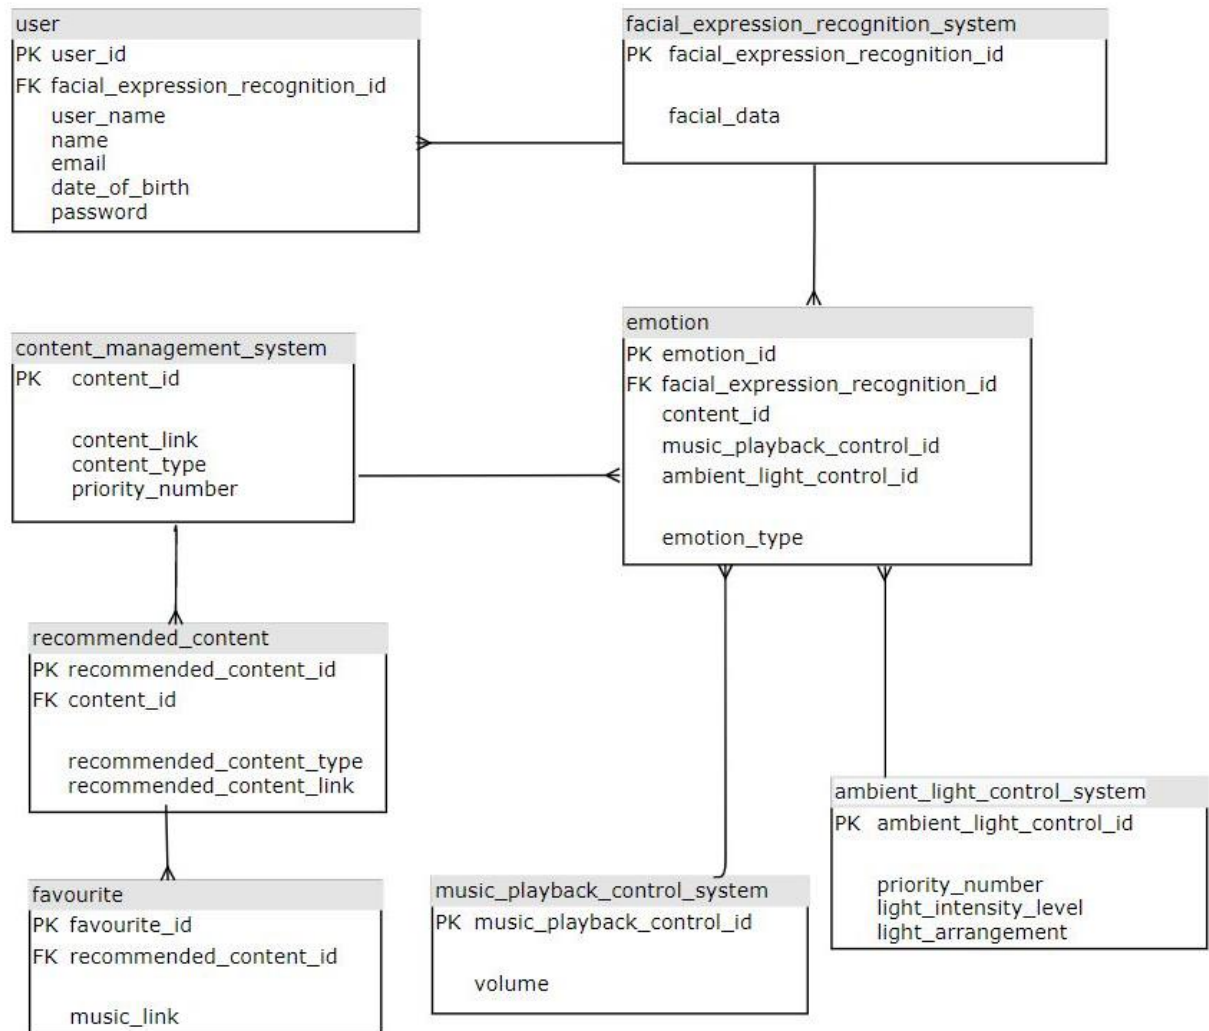 user
PK user_id
FK facial_expression_recognition_id
user_name
name
email
date_of_birth
password
facial_expression_recognition_system
PK facial_expression_recognition_id
facial_data
content_management_system
PK content_id
content_link
content_type
priority_number
emotion
PK emotion_id
FK facial_expression_recognition_id
content_id
music_playback_control_id
ambient_light_control_id
emotion_type
recommended_content
PK recommended_content_id
FK content_id
recommended_content_type
recommended_content_link
favourite
PK favourite_id
FK recommended_content_id
music_link
music_playback_control_system
PK music_playback_control_id
volume
ambient_light_control_system
PK ambient_light_control_id
priority_number
light_intensity_level
light_arrangement